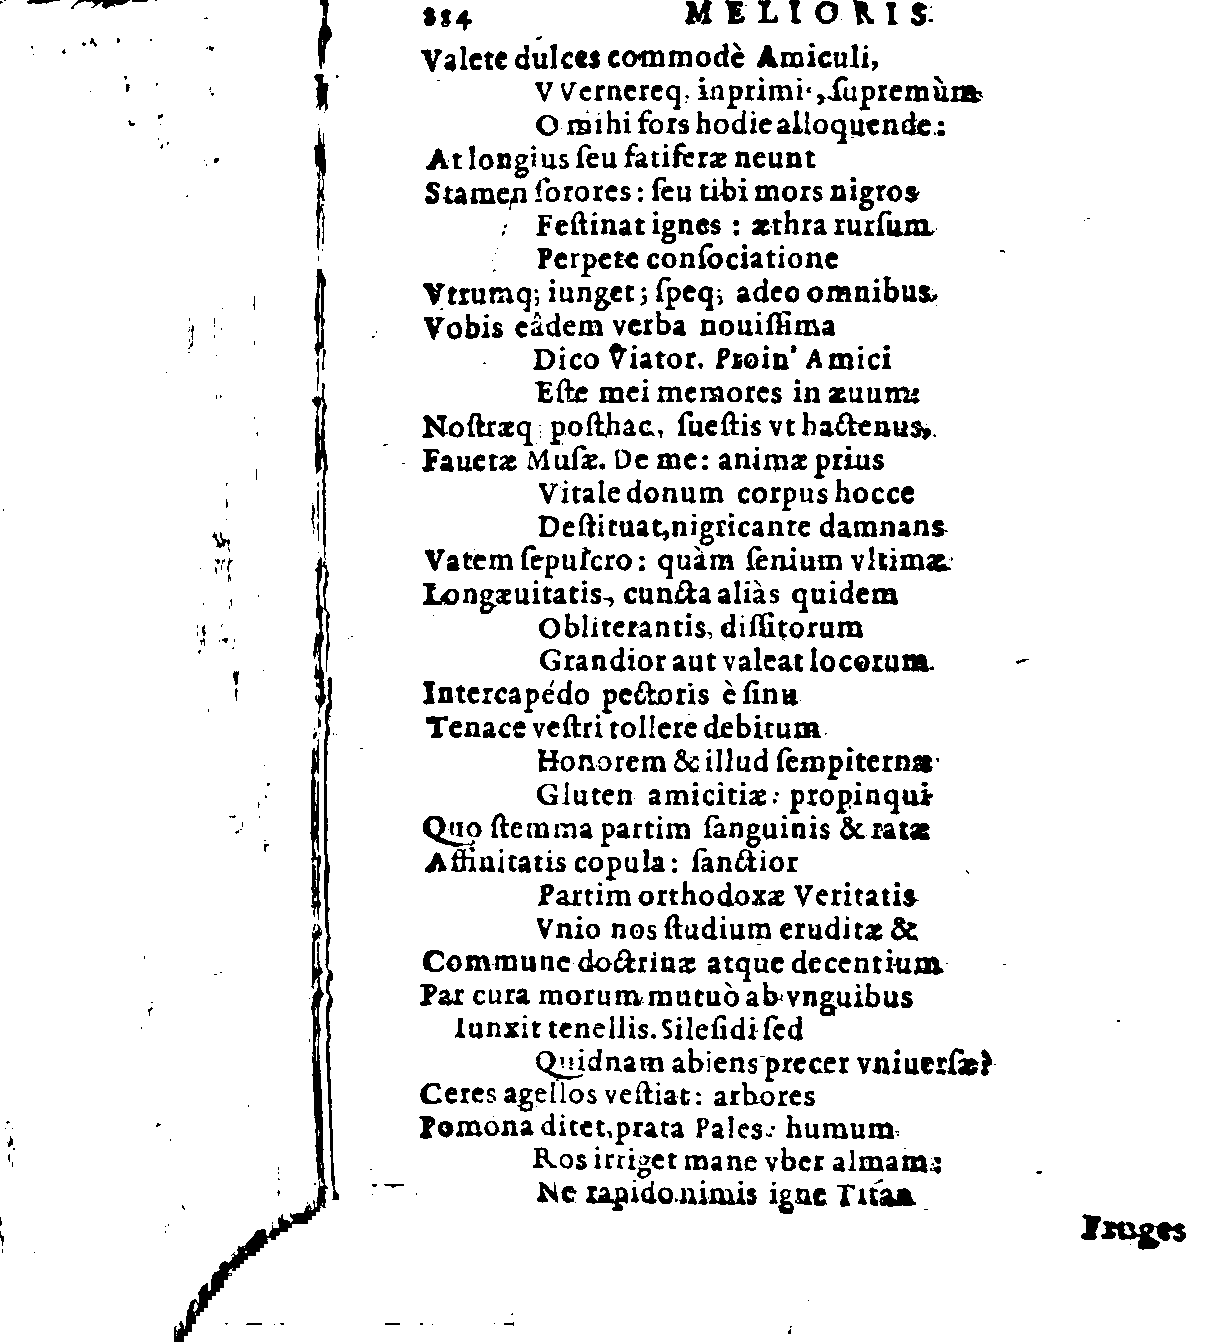 884 MELIORIS.
Valete dulces commodè Amiculi,
VVernereq; inprimi, ſupremùm
O mihi fors hodie alloquende:
At longius ſeu fatiferæ neunt
Stamen ſorores: ſeu tibi mors nigros
Feſtinat ignes: æthra rurſum
Perpete conſociatione
Vtrumq; iunget; ſpeq; adeo omnibus,
Vobis eâdem verba nouiſſima
Dico Viator. Proin' Amici
Eſte mei memores in æuum:
Noſtræq poſthac, ſueſtis vt hactenus,
Fauetæ Muſæ. De me: animæ prius
Vitale donum corpus hocce
Deſtituat, nigricante damnans
Vatem ſepulcro: quàm ſenium vltimæ
Longæuitatis, cuncta aliàs quidem
Obliterantis, diſſitorum
Grandior aut valeat locorum.
Intercapédo pectoris è ſinu
Tenace veſtri tollere debitum
Honorem & illud ſempiternæ
Gluten amicitiæ: propinqui
Quo ſtemma partim ſanguinis & ratæ
Affinitatis copula: ſanctior
Partim orthodoxæ Veritatis
Vnio nos ſtudium eruditæ &
Commune doctrinæ atque decentium
Par cura morum mutuò ab vnguibus
Iunxit tenellis. Sileſidi ſed
Quidnam abiens precer vniuerſæ?
Ceres agellos veſtiat: arbores
Pomona ditet, prata Pales: humum
Ros irriget mane vber almam:
Ne rapido nimis igne Titan
Fruges